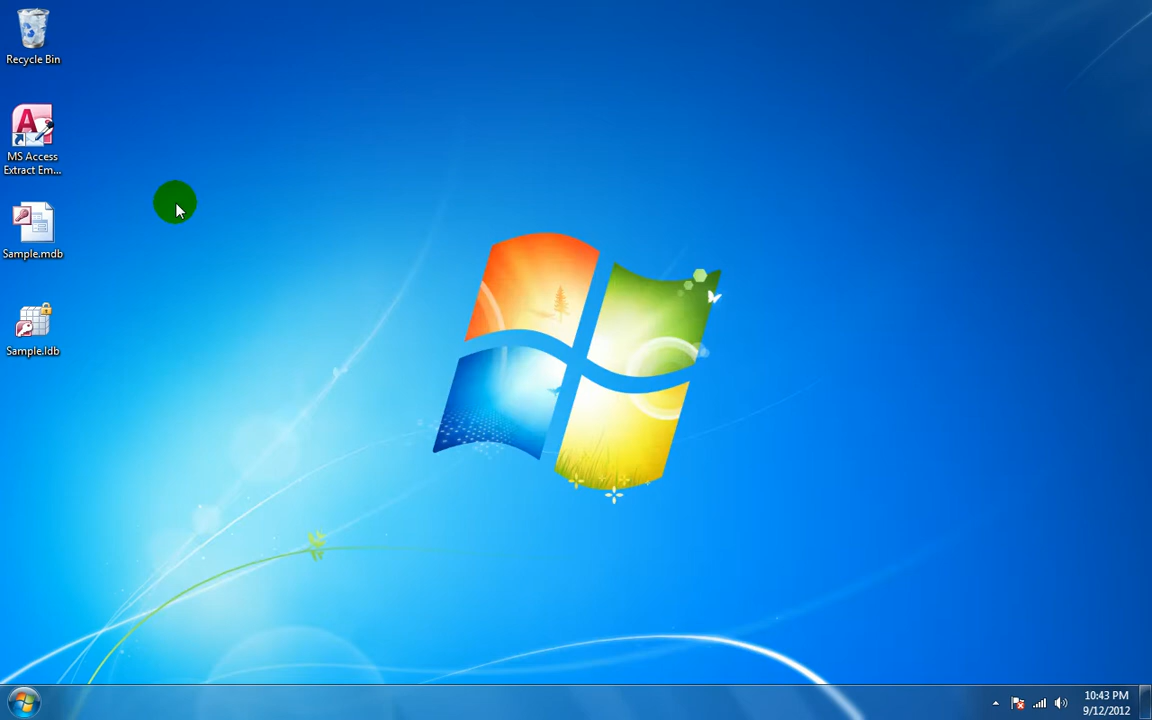 Recycle Bin
MS Access
Extract Em...
Sample.mdb
Sample.ldb
10:43 PM
9/12/2012